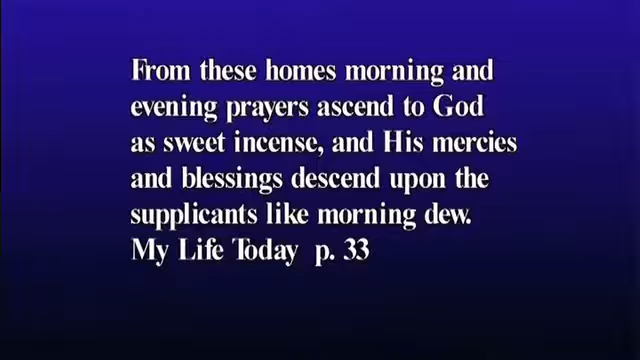 From these homes morning and
evening prayers ascend to God
as sweet incense, and His mercies
and blessings descend upon the
supplicants like morning dew.
My Life Today p. 33